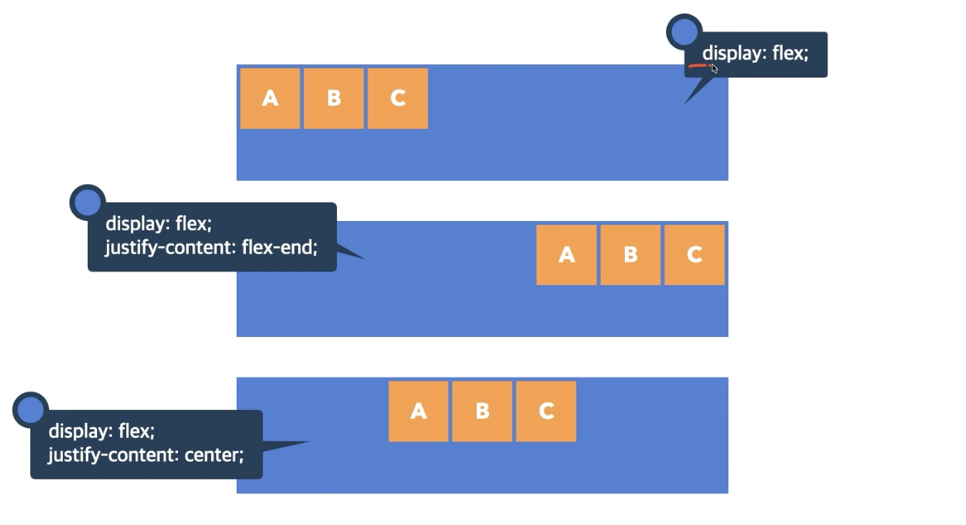 display: flex;
A B C
display: flex;
justify-content: flex-end;
A B C
display: flex;
justify-content: center;
A B C